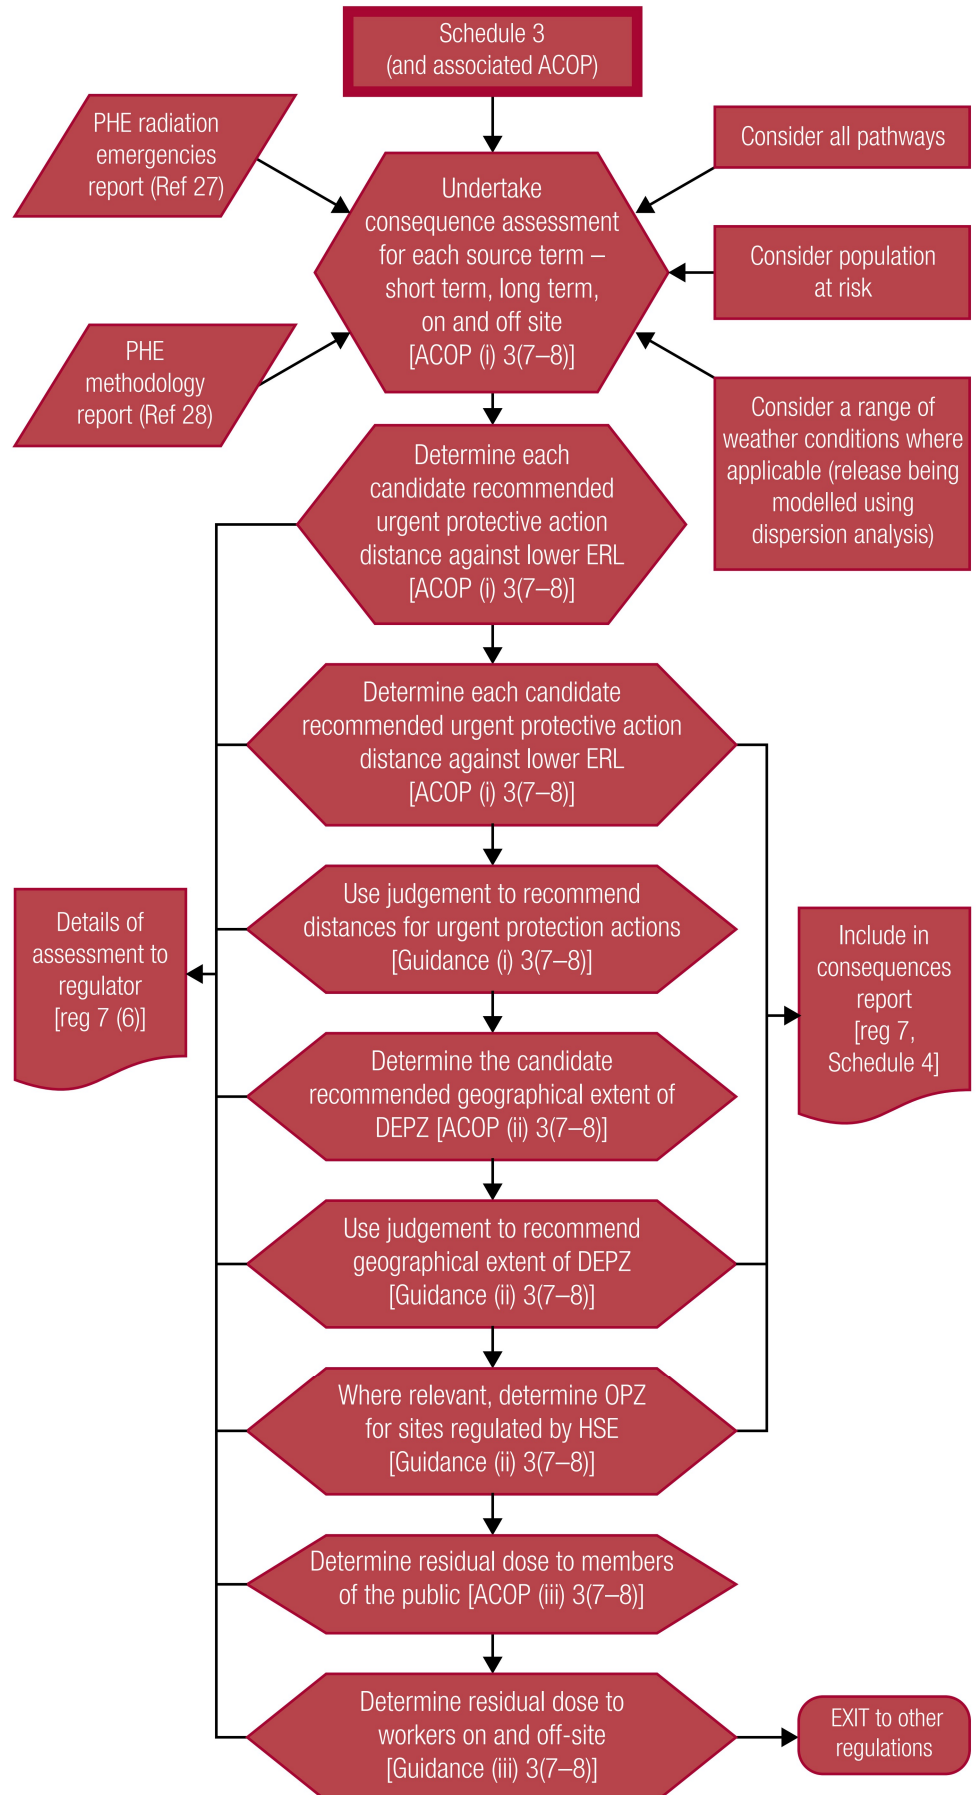 Schedule 3
(and associated ACOP)
PHE radiation
emergencies
report (Ref 27)
Consider all pathways
Undertake
consequence assessment
for each source term –
short term, long term,
on and off site
[ACOP (i) 3(7–8)]
Consider population
at risk
PHE
methodology
report (Ref 28)
Consider a range of
weather conditions where
applicable (release being
modelled using
dispersion analysis)
Determine each
candidate recommended
urgent protective action
distance against lower ERL
[ACOP (i) 3(7–8)]
Determine each candidate
recommended urgent protective action
distance against lower ERL
[ACOP (i) 3(7–8)]
Use judgement to recommend
distances for urgent protection actions
[Guidance (i) 3(7–8)]
Details of
assessment to
regulator
[reg 7 (6)]
Include in
consequences
report
[reg 7,
Schedule 4]
Determine the candidate
recommended geographical extent of
DEPZ [ACOP (ii) 3(7–8)]
Use judgement to recommend
geographical extent of DEPZ
[Guidance (ii) 3(7–8)]
Where relevant, determine OPZ
for sites regulated by HSE
[Guidance (ii) 3(7–8)]
Determine residual dose to members
of the public [ACOP (iii) 3(7–8)]
Determine residual dose to
workers on and off-site
[Guidance (iii) 3(7–8)]
EXIT to other
regulations